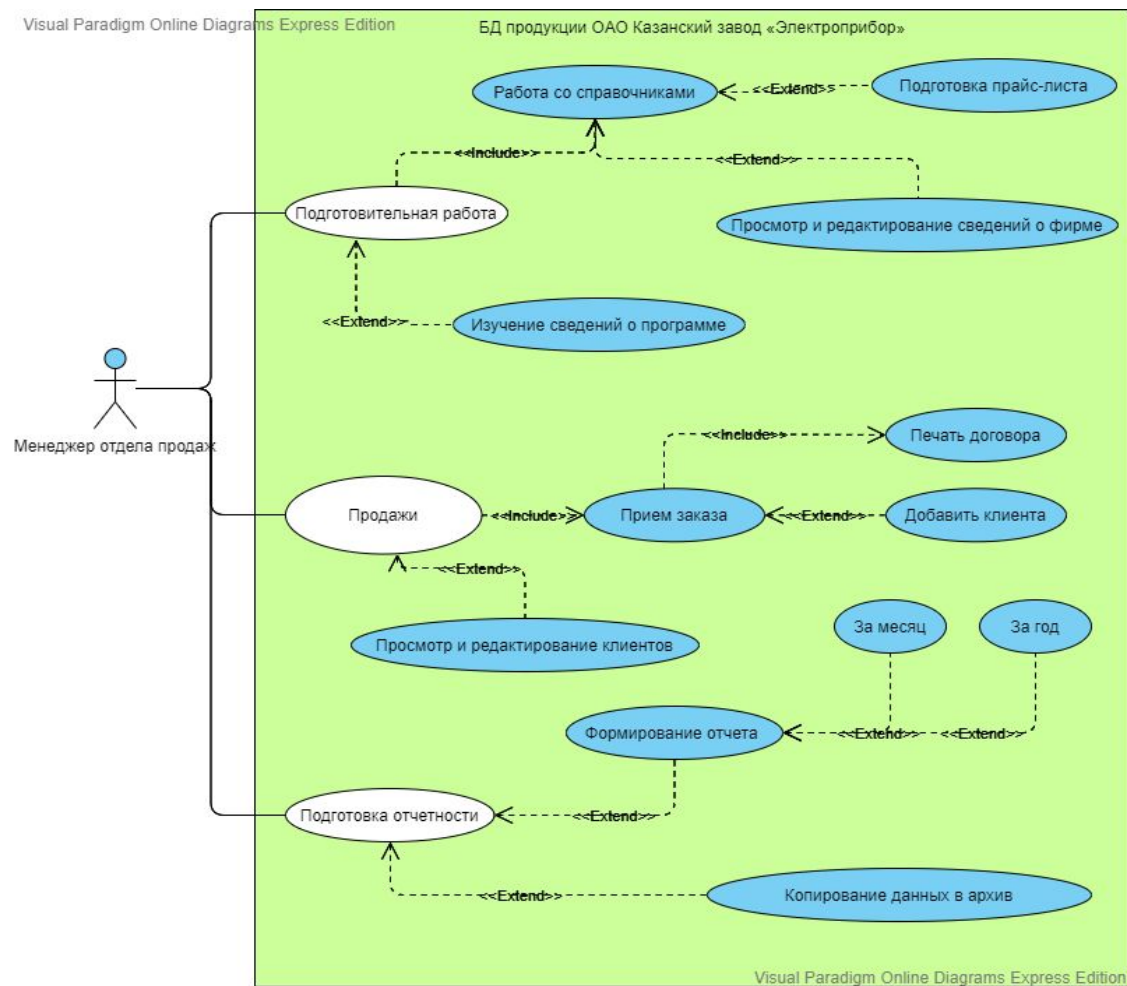 Visual Paradigm Online Diagrams Express Edition
БД продукции ОАО Казанский завод «Электроприбор»
Работа со справочниками
<<Extend>>
Подготовка прайс-листа
<<Include>>
<<Extend>>
Подготовительная работа
Просмотр и редактирование сведений о фирме
<<Extend>>
Изучение сведений о программе
Менеджер отдела продаж
<<Include>>
Печать договора
Продажи
<<Include>>
Прием заказа
<<Extend>>
Добавить клиента
<<Extend>>
Просмотр и редактирование клиентов
За месяц
За год
Формирование отчета
<<Extend>>
<<Extend>>
Подготовка отчетности
<<Extend>>
<<Extend>>
Копирование данных в архив
Visual Paradigm Online Diagrams Express Edition